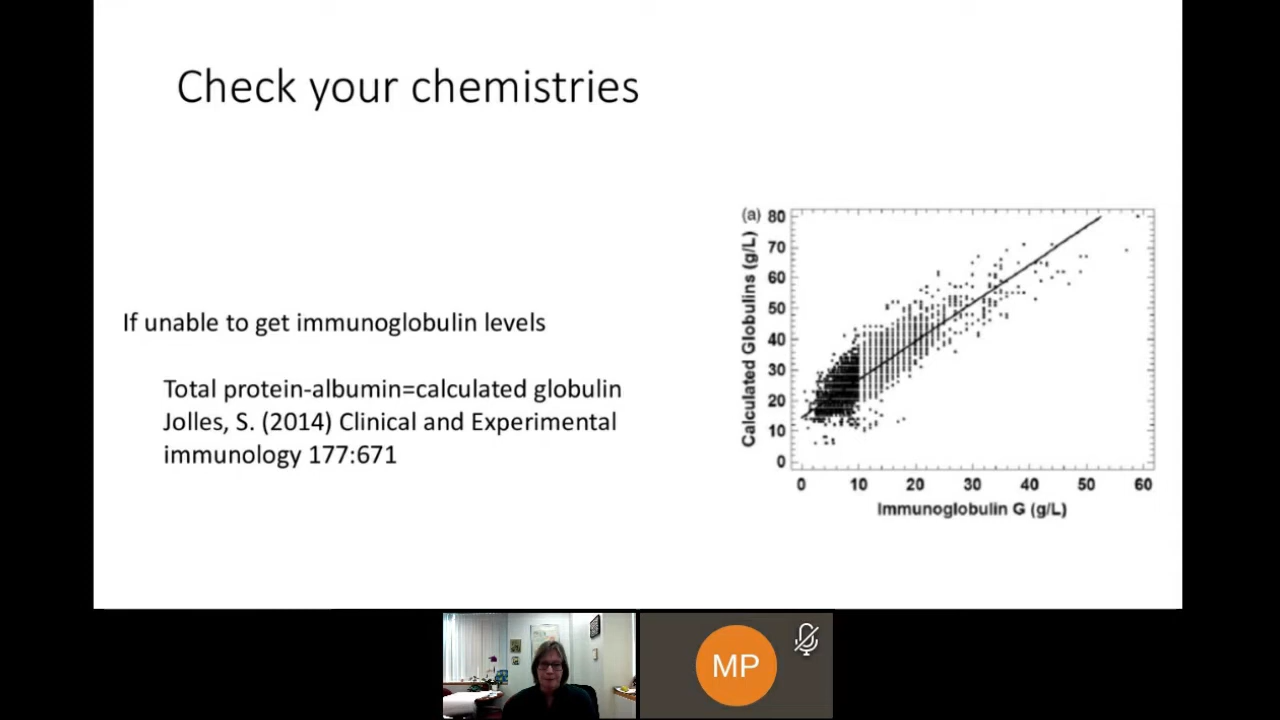 Check your chemistries
If unable to get immunoglobulin levels
Total protein-albumin=calculated globulin
Jolles, S. (2014) Clinical and Experimental
immunology 177:671
(a)
80
70
60
50
40
30
20
10
0
Calculated Globulins (g/L)
0 10 20 30 40 50 60
Immunoglobulin G (g/L)
MP